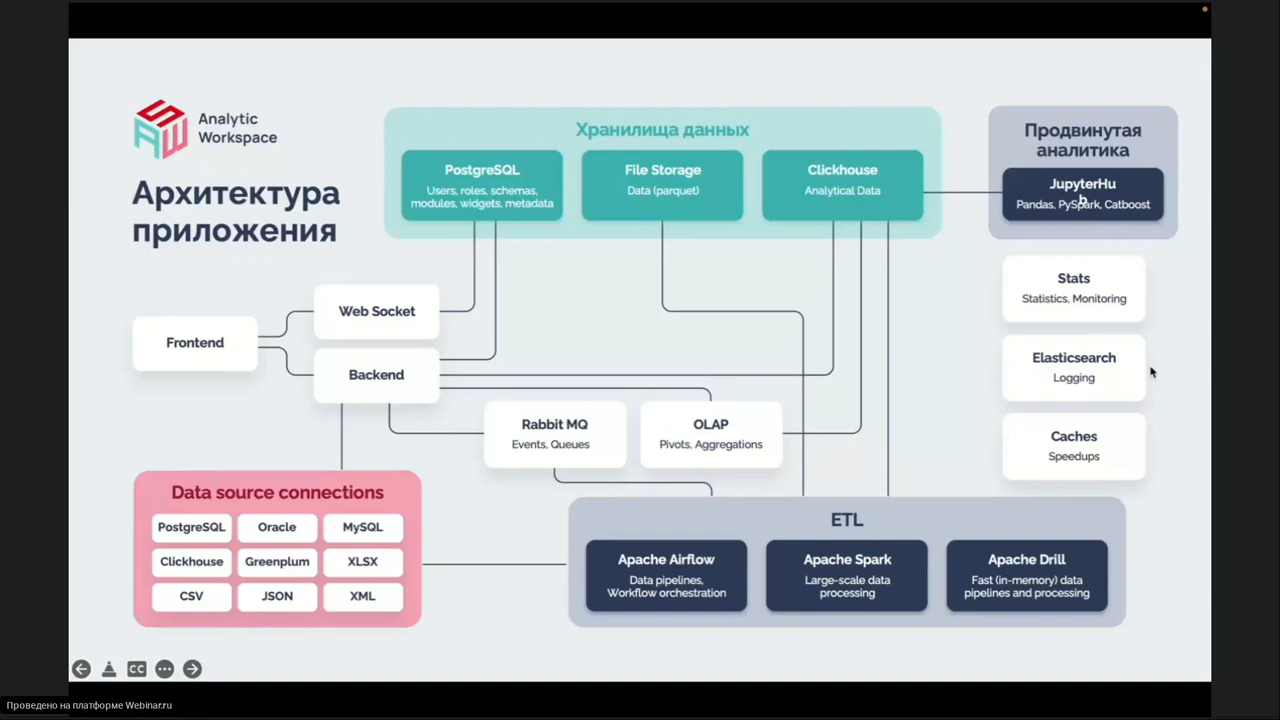 Analytic
Workspace
Архитектура
приложения
Хранилища данных
PostgreSQL
Users, roles, schemas,
modules, widgets, metadata
File Storage
Data (parquet)
Clickhouse
Analytical Data
Продвинутая
аналитика
JupyterHu
b
Pandas, PySpark, Catboost
Stats
Statistics, Monitoring
Elasticsearch
Logging
Caches
Speedups
Frontend
Web Socket
Backend
Rabbit MQ
Events, Queues
OLAP
Pivots, Aggregations
Data source connections
PostgreSQL
Oracle
MySQL
Clickhouse
Greenplum
XLSX
CSV
JSON
XML
ETL
Apache Airflow
Data pipelines,
Workflow orchestration
Apache Spark
Large-scale data
processing
Apache Drill
Fast (in-memory) data
pipelines and processing
CC
Проведено на платформе Webinar.ru